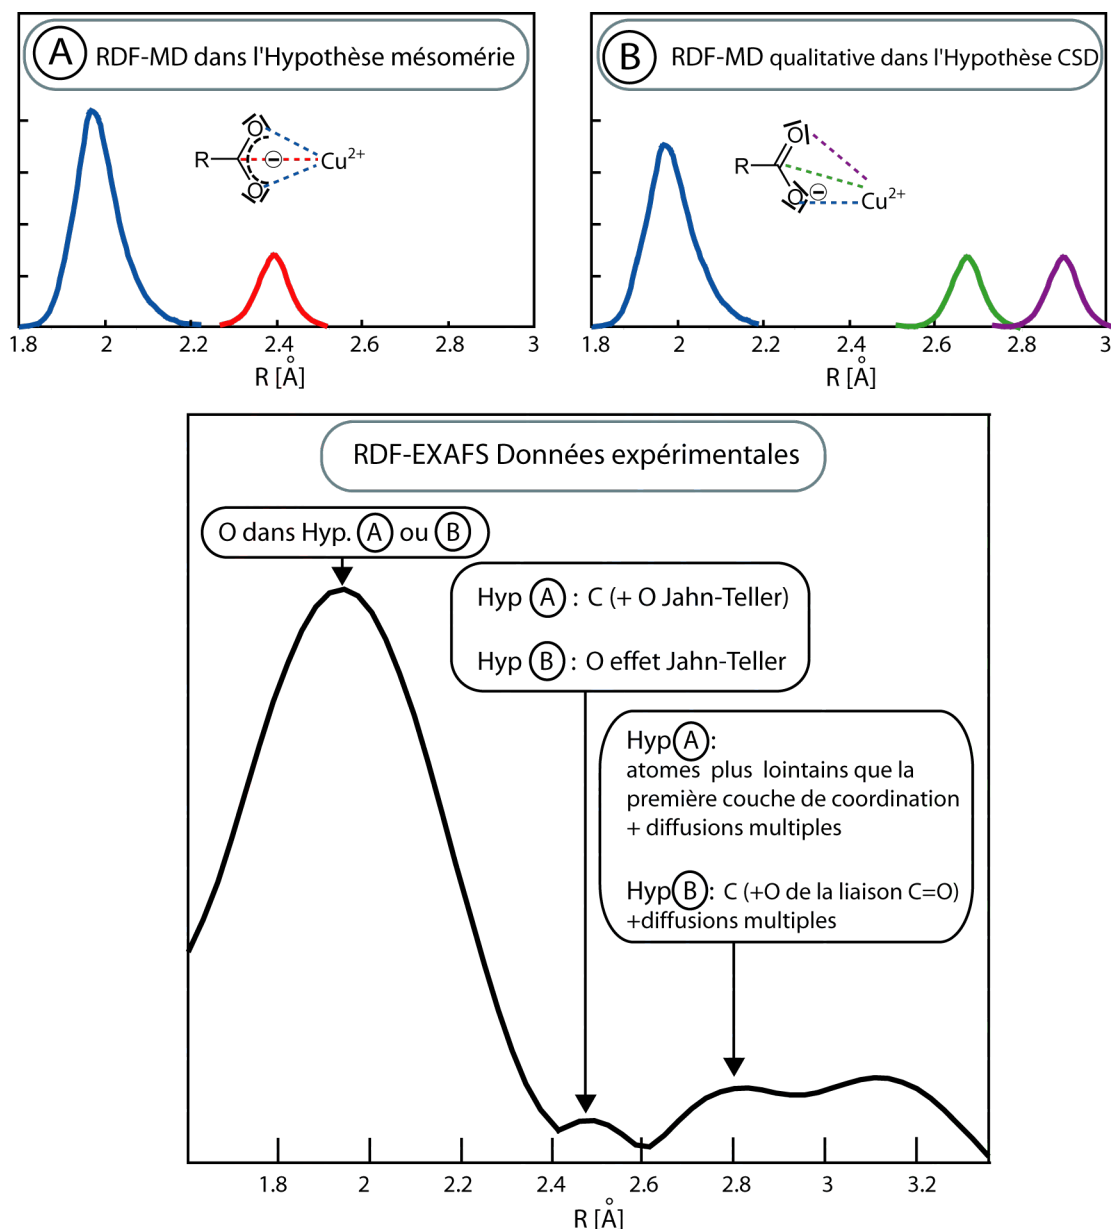 A RDF-MD dans l'Hypothèse mésomérie
R
O
O
Cu2+
1.8 2 2.2 2.4 2.6 2.8 3
R [Å]
B RDF-MD qualitative dans l'Hypothèse CSD
R
O
O
Cu2+
1.8 2 2.2 2.4 2.6 2.8 3
R [Å]
RDF-EXAFS Données expérimentales
O dans Hyp. A ou B
Hyp A : C (+ O Jahn-Teller)
Hyp B : O effet Jahn-Teller
Hyp A :
atomes plus lointains que la
première couche de coordination
+ diffusions multiples
Hyp B : C (+O de la liaison C=O)
+diffusions multiples
1.8 2 2.2 2.4 2.6 2.8 3 3.2
R [Å]